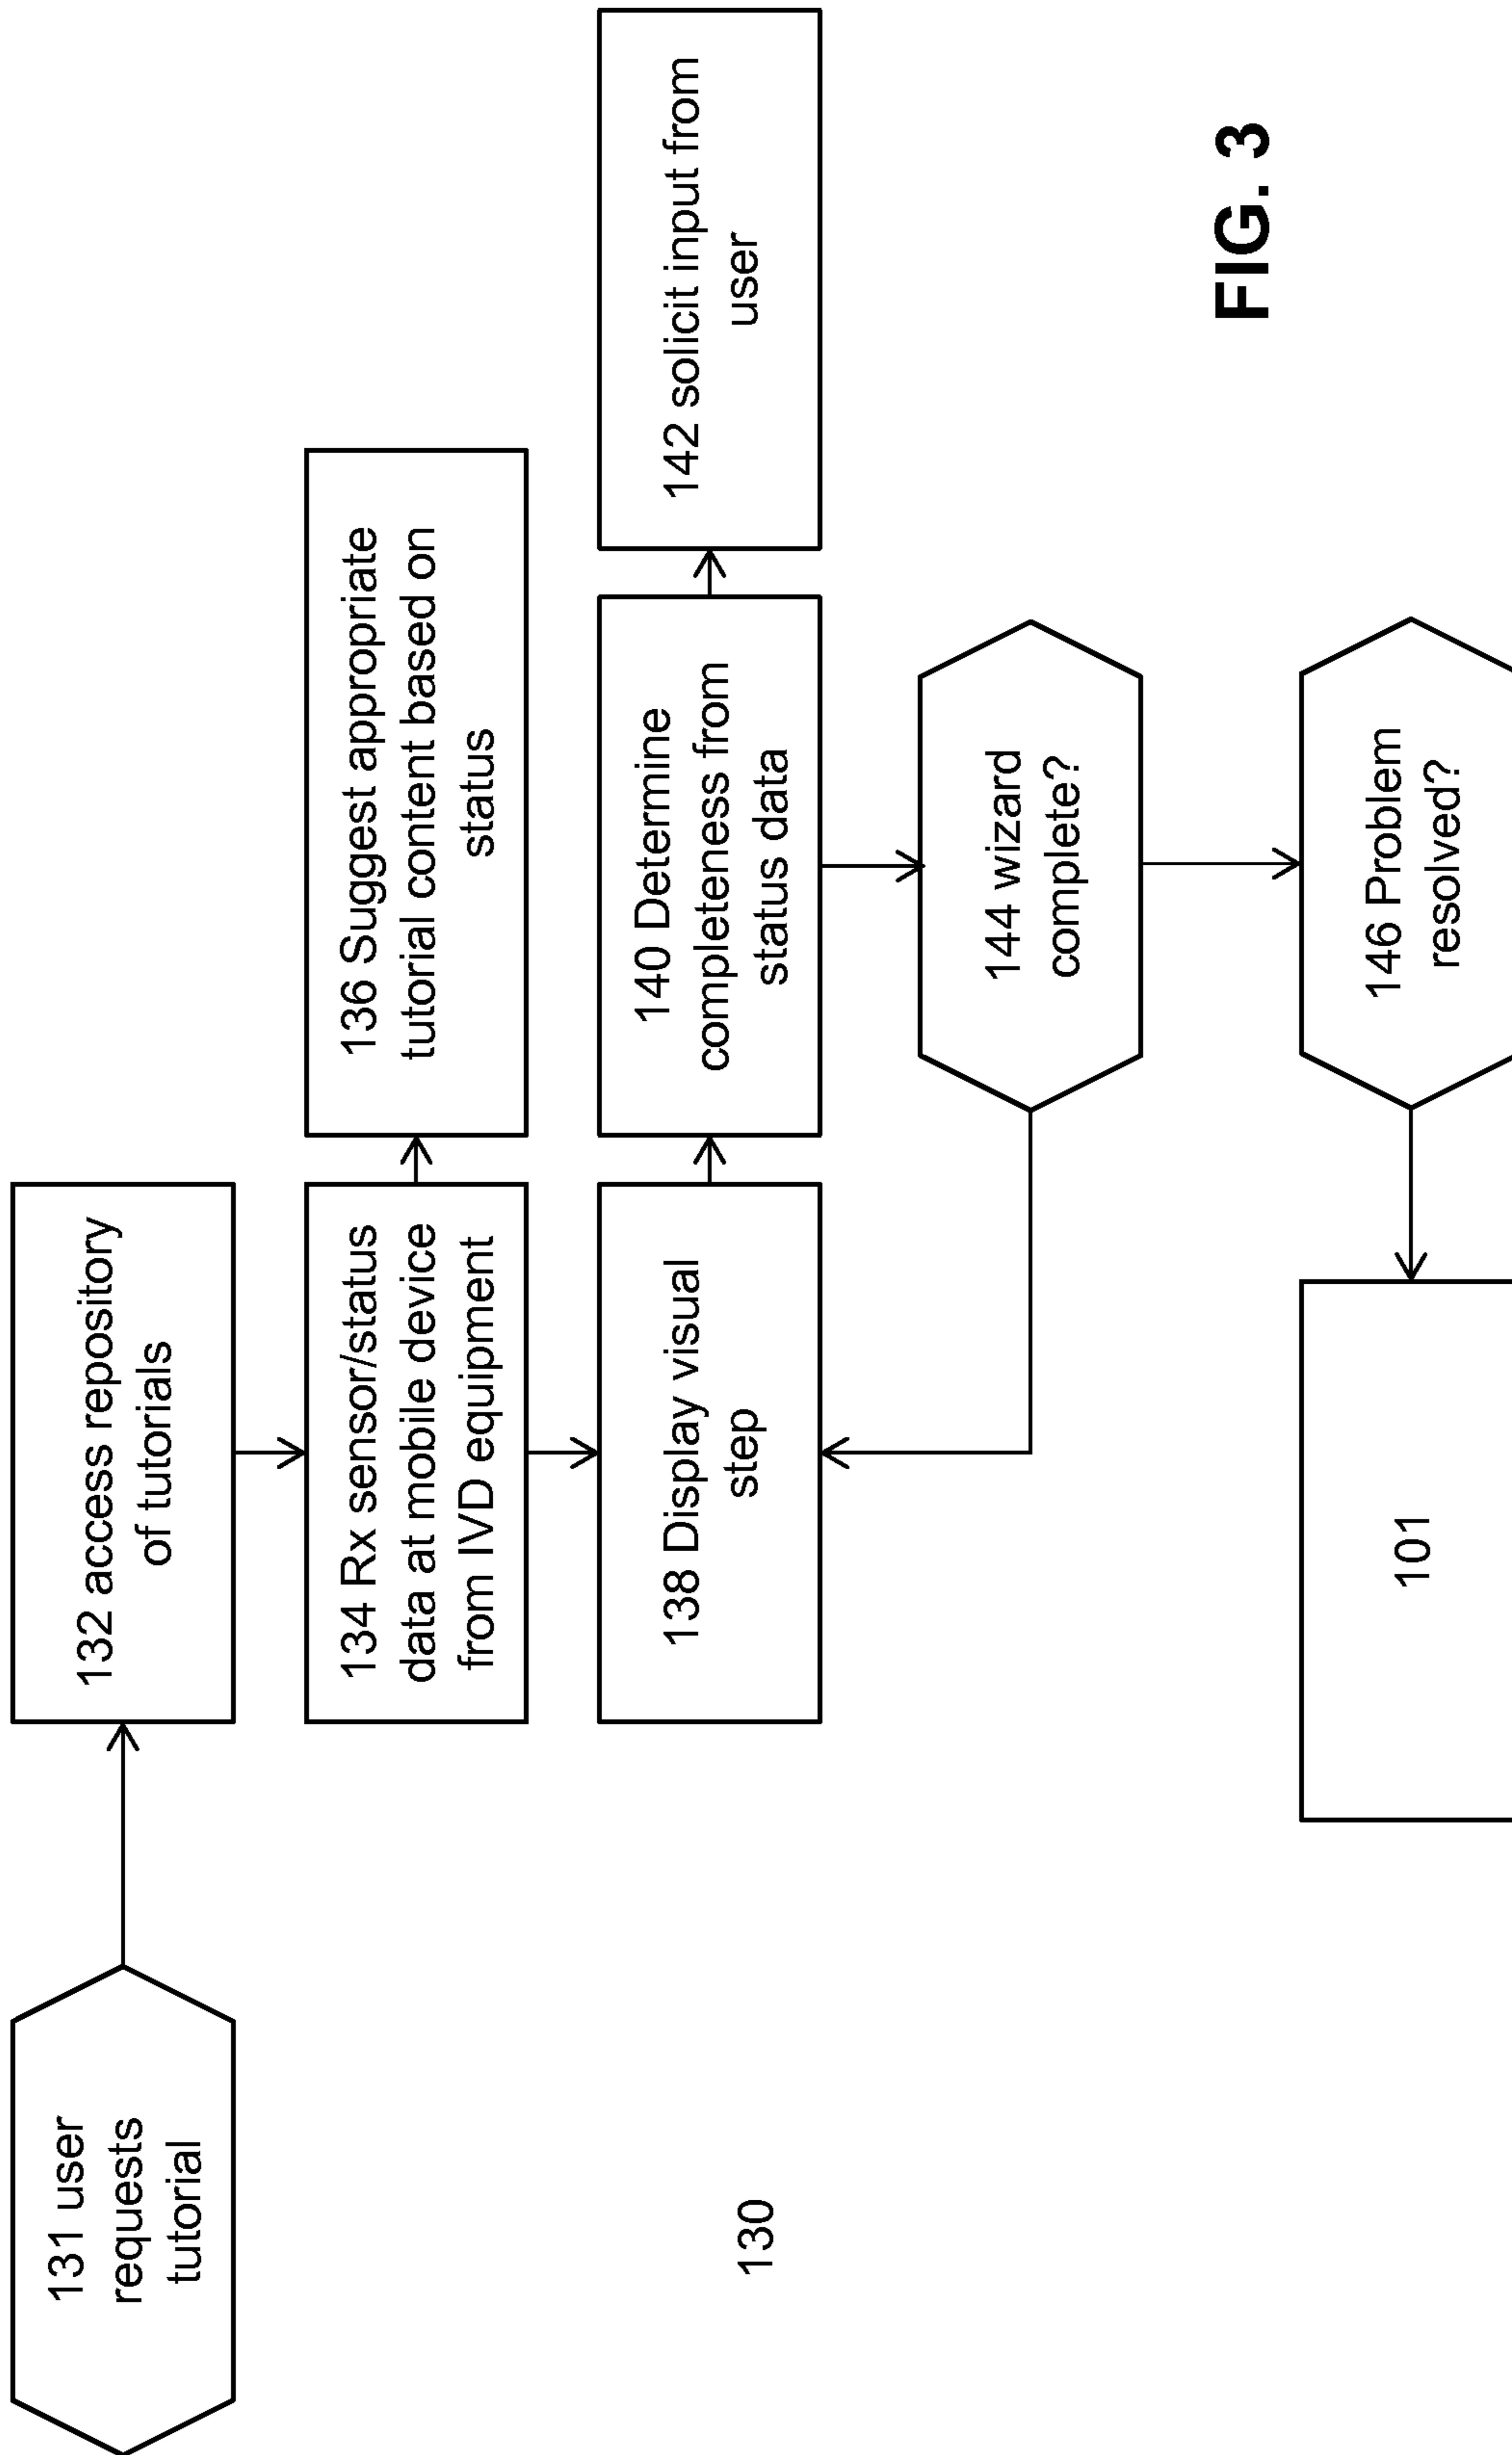 131 user
requests
tutorial
132 access repository
of tutorials
134 Rx sensor/status
data at mobile device
from IVD equipment
136 Suggest appropriate
tutorial content based on
status
138 Display visual
step
140 Determine
completeness from
status data
142 solicit input from
user
144 wizard
complete?
146 Problem
resolved?
101
130
FIG. 3